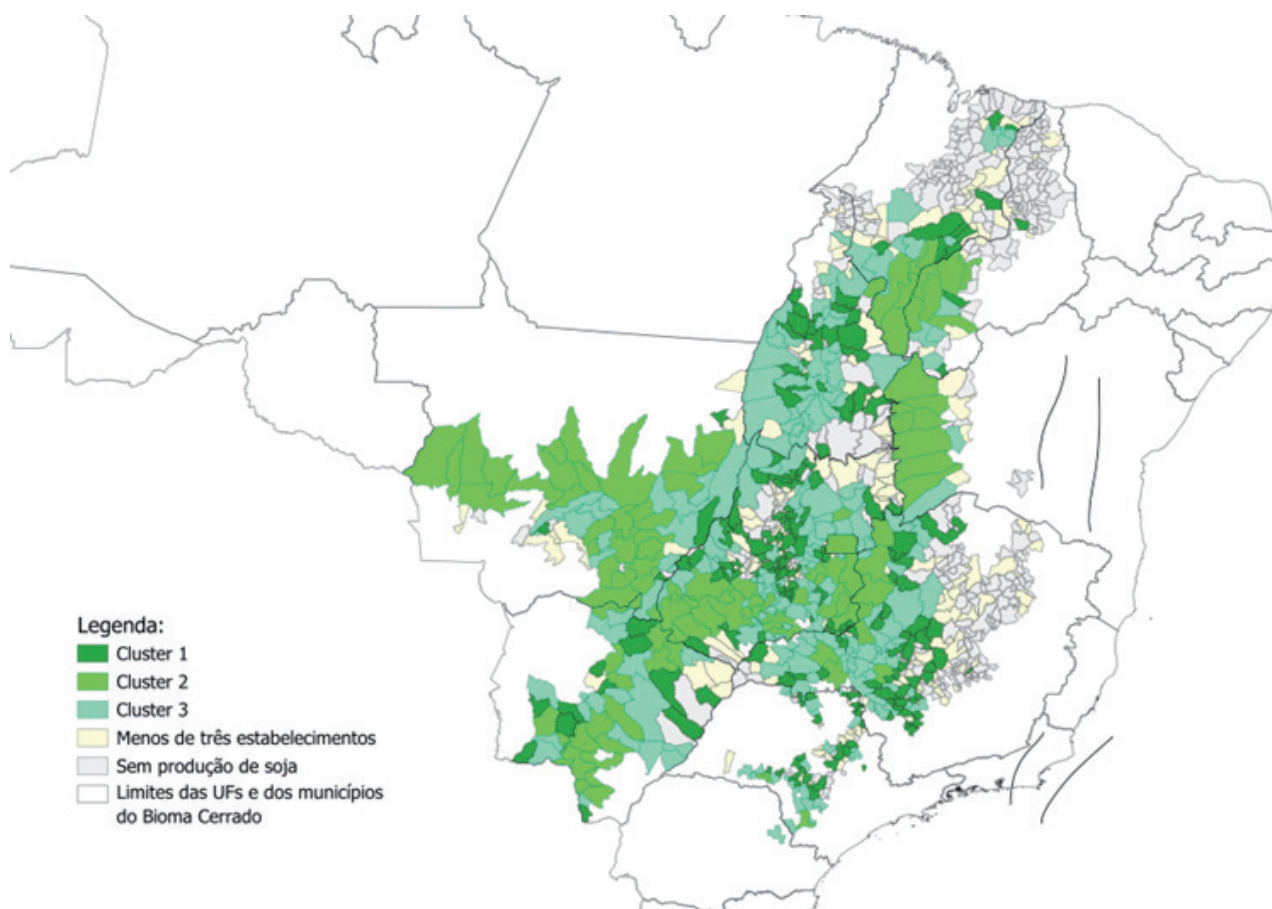 Legenda:
Cluster 1
Cluster 2
Cluster 3
Menos de três estabelecimentos
Sem produção de soja
Limites das UFs e dos municípios
do Bioma Cerrado